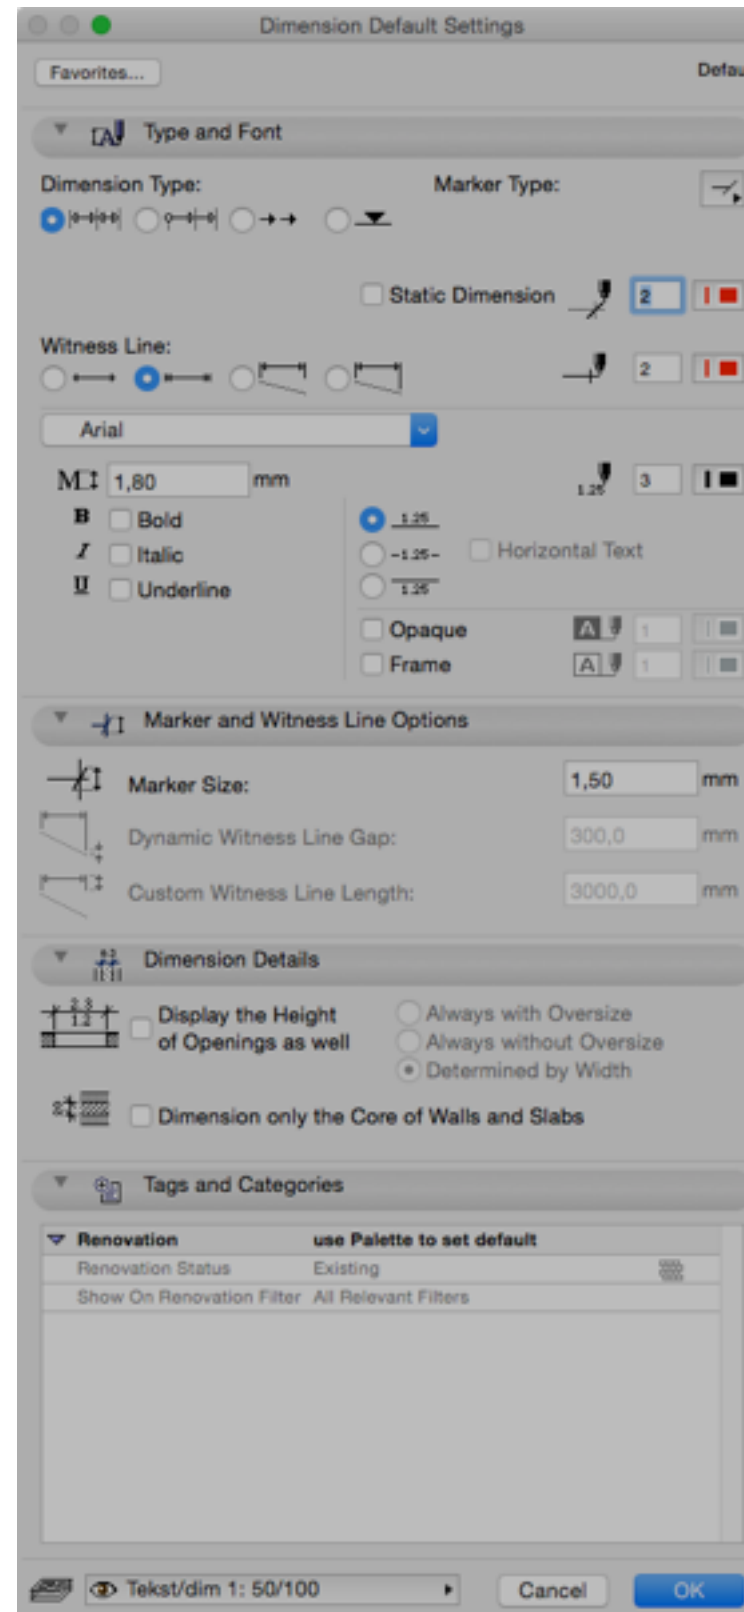 Dimension Default Settings
Favorites...
Defau
Type and Font
Dimension Type:
Marker Type:
Static Dimension
2
Witness Line:
2
Arial
M
1,80
mm
1.25
3
B Bold
1.25
I Italic
-1.25-
Horizontal Text
U Underline
1.25
Opaque
A
1
Frame
A
1
Marker and Witness Line Options
Marker Size:
1,50
mm
Dynamic Witness Line Gap:
300,0
mm
Custom Witness Line Length:
3000,0
mm
Dimension Details
2.3
1.2
Display the Height
of Openings as well
Always with Oversize
Always without Oversize
Determined by Width
Dimension only the Core of Walls and Slabs
Tags and Categories
Renovation
use Palette to set default
Renovation Status
Existing
Show On Renovation Filter
All Relevant Filters
Tekst/dim 1: 50/100
Cancel
OK